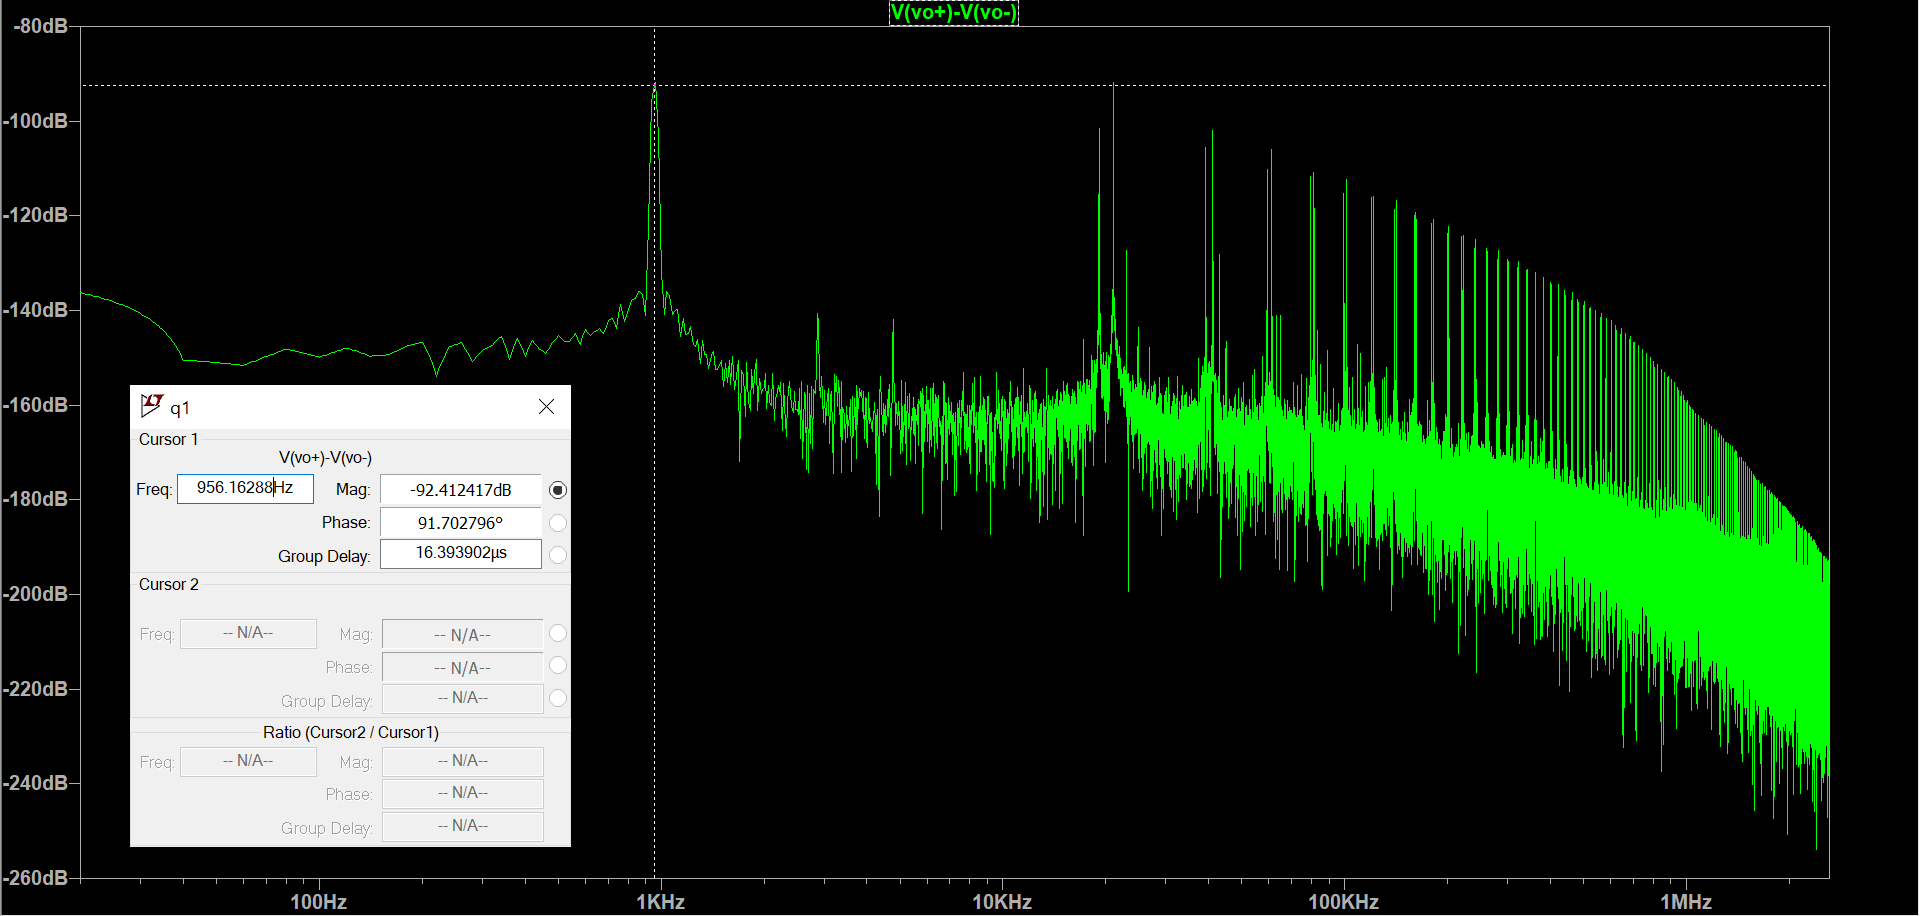 V(vo+)-V(vo-)
-80dB
-100dB
-120dB
-140dB
-160dB
-180dB
-200dB
-220dB
-240dB
-260dB
100Hz 1KHz 10KHz 100KHz 1MHz
q1
Cursor 1
V(vo+)-V(vo-)
Freq: 956.16288Hz Mag: -92.412417dB
Phase: 91.702796°
Group Delay: 16.393902µs
Cursor 2
Freq: -- N/A-- Mag: -- N/A--
Phase: -- N/A--
Group Delay: -- N/A--
Ratio (Cursor2 / Cursor1)
Freq: -- N/A-- Mag: -- N/A--
Phase: -- N/A--
Group Delay: -- N/A--